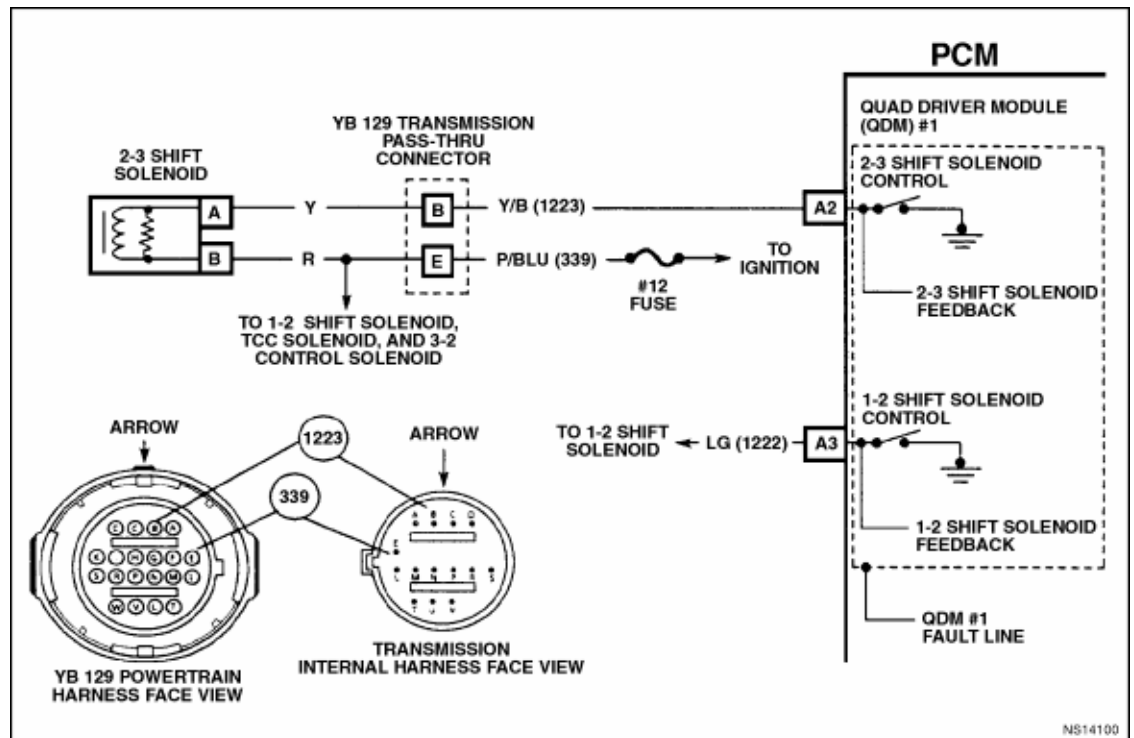 PCM
QUAD DRIVER MODULE
(QDM) #1
YB 129 TRANSMISSION
PASS-THRU
CONNECTOR
2-3 SHIFT
SOLENOID
2-3 SHIFT SOLENOID
CONTROL
A
Y
B
Y/B (1223)
A2
B
R
E
P/BLU (339)
TO
IGNITION
#12
FUSE
2-3 SHIFT SOLENOID
FEEDBACK
TO 1-2 SHIFT SOLENOID,
TCC SOLENOID, AND 3-2
CONTROL SOLENOID
1-2 SHIFT SOLENOID
CONTROL
ARROW
1223
ARROW
TO 1-2 SHIFT
SOLENOID
LG (1222)
A3
339
A B C D
E
1-2 SHIFT SOLENOID
FEEDBACK
QDM #1
FAULT LINE
TRANSMISSION
INTERNAL HARNESS FACE VIEW
YB 129 POWERTRAIN
HARNESS FACE VIEW
NS14100